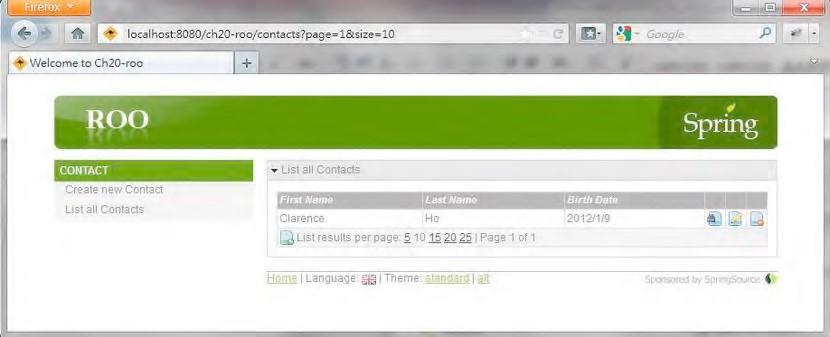 Firefox
localhost:8080/ch20-roo/contacts?page=1&size=10
Google
Welcome to Ch20-roo
ROO
Spring
CONTACT
Create new Contact
List all Contacts
List all Contacts
First Name Last Name Birth Date
Clarence Ho 2012/1/9
List results per page: 5 10 15 20 25 | Page 1 of 1
Home | Language: | Theme: standard | alt
Sponsored by SpringSource